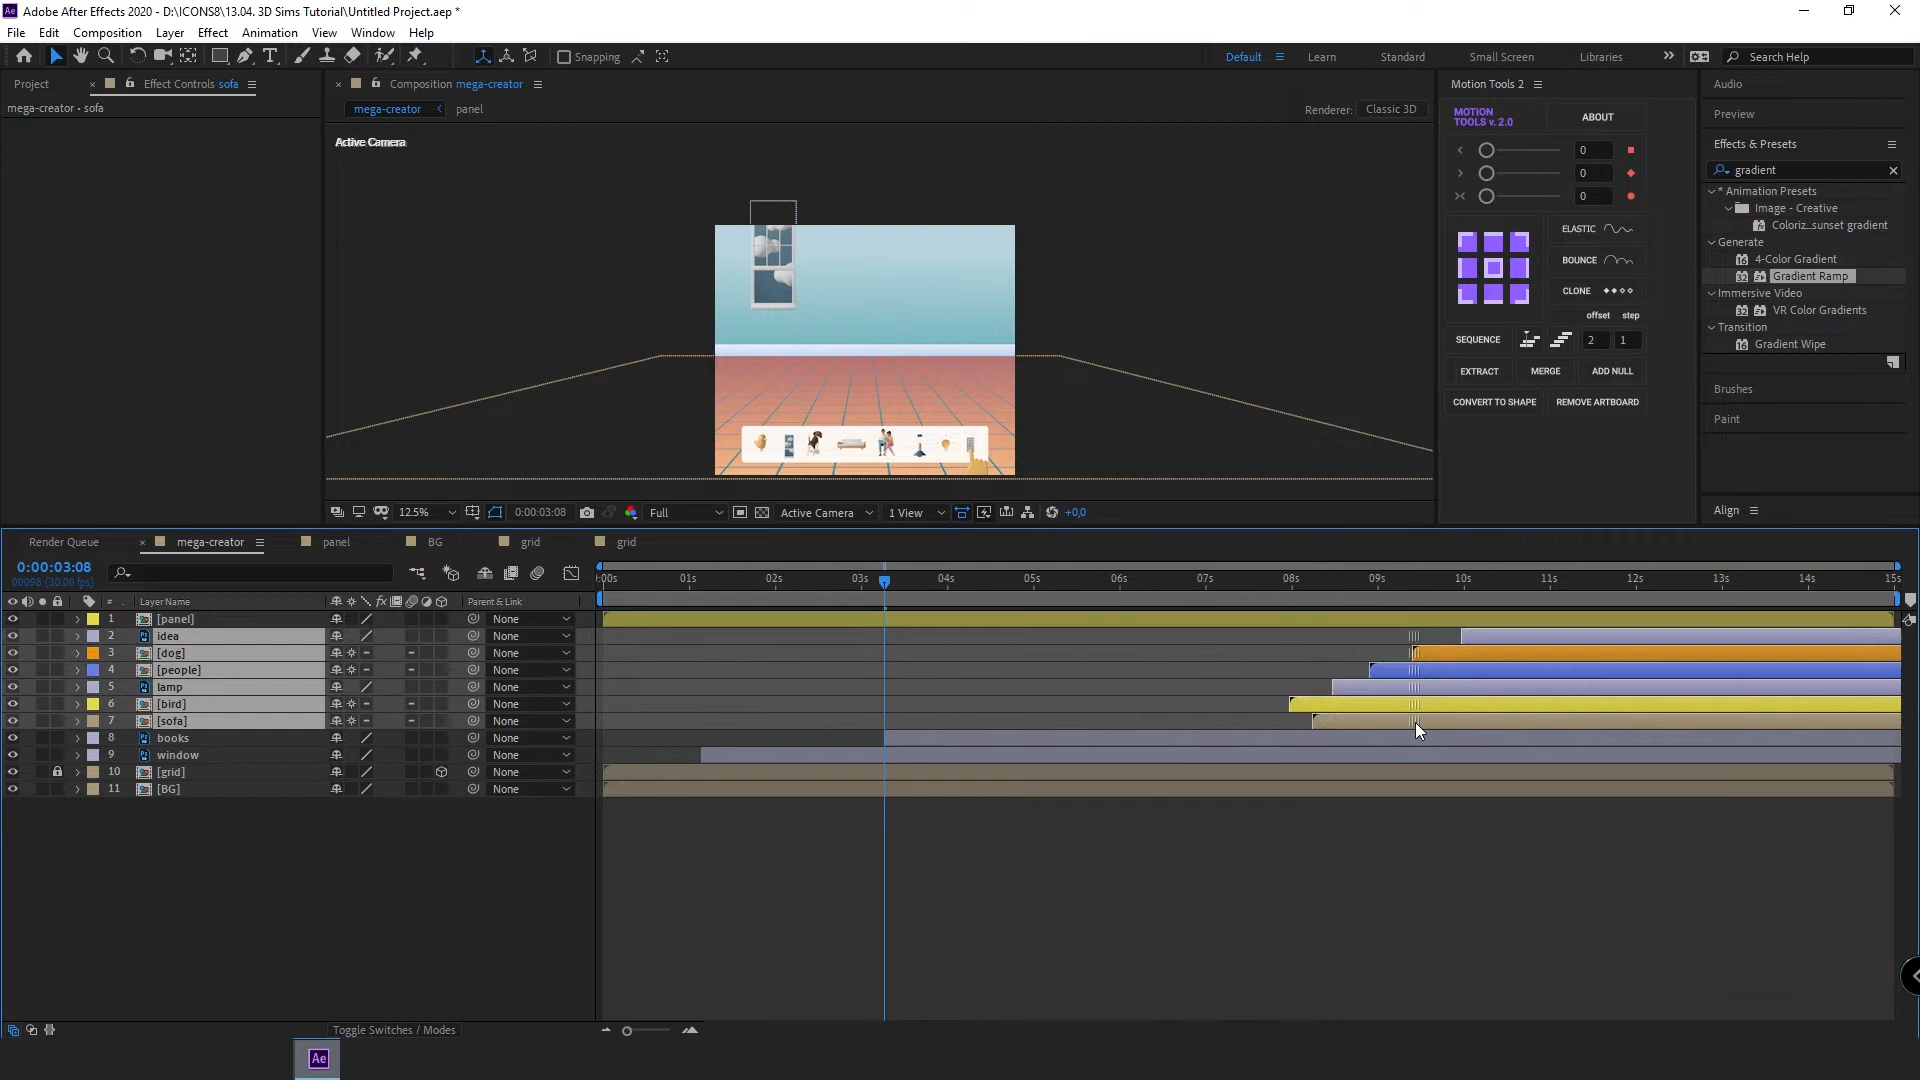 Adobe After Effects 2020 - D:\ICONS8\13.04. 3D Sims Tutorial\Untitled Project.aep *
File Edit Composition Layer Effect Animation View Window Help
Snapping
Default Learn Standard Small Screen Libraries Search Help
Project Effect Controls sofa
mega-creator • sofa
Composition mega-creator
mega-creator panel
Renderer: Classic 3D
Active Camera
12.5% 0:00:03:08 Full Active Camera 1 View +0,0
Motion Tools 2
MOTION
TOOLS v. 2.0
ABOUT
0
0
0
ELASTIC
BOUNCE
CLONE
offset step
SEQUENCE 2 1
EXTRACT MERGE ADD NULL
CONVERT TO SHAPE REMOVE ARTBOARD
Audio
Preview
Effects & Presets
gradient
* Animation Presets
Image - Creative
Coloriz_sunset gradient
Generate
4-Color Gradient
Gradient Ramp
Immersive Video
VR Color Gradients
Transition
Gradient Wipe
Brushes
Paint
Align
Render Queue mega-creator panel BG grid grid
0:00:03:08
00098 (30.00 fps)
:00s 01s 02s 03s 04s 05s 06s 07s 08s 09s 10s 11s 12s 13s 14s 15s
# Layer Name Parent & Link
1 [panel] None
2 idea None
3 [dog] None
4 [people] None
5 lamp None
6 [bird] None
7 [sofa] None
8 books None
9 window None
10 [grid] None
11 [BG] None
Toggle Switches / Modes
Ae